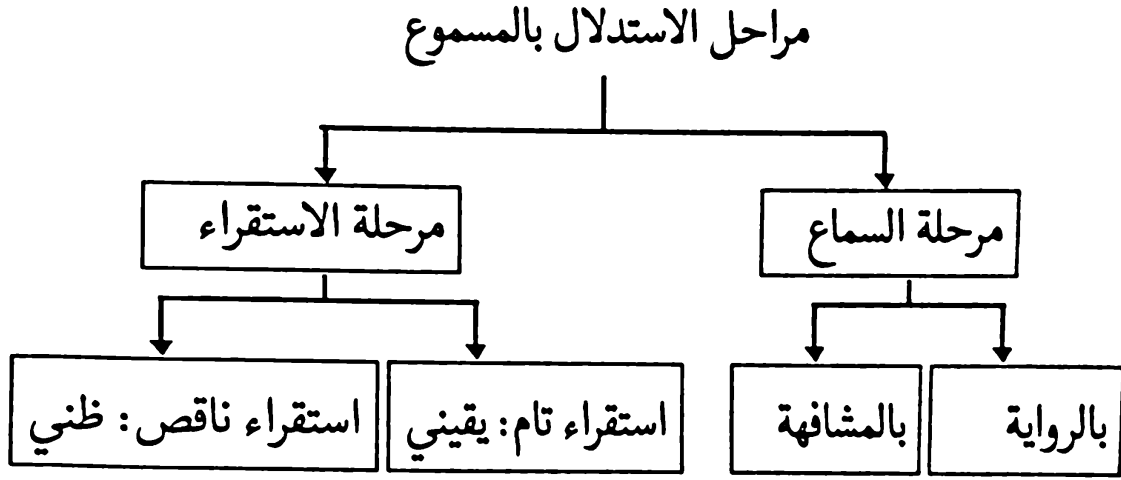 مراحل الاستدلال بالمسموع
مرحلة السماع
مرحلة الاستقراء
بالرواية
بالمشافهة
استقراء تام: يقيني
استقراء ناقص: ظني